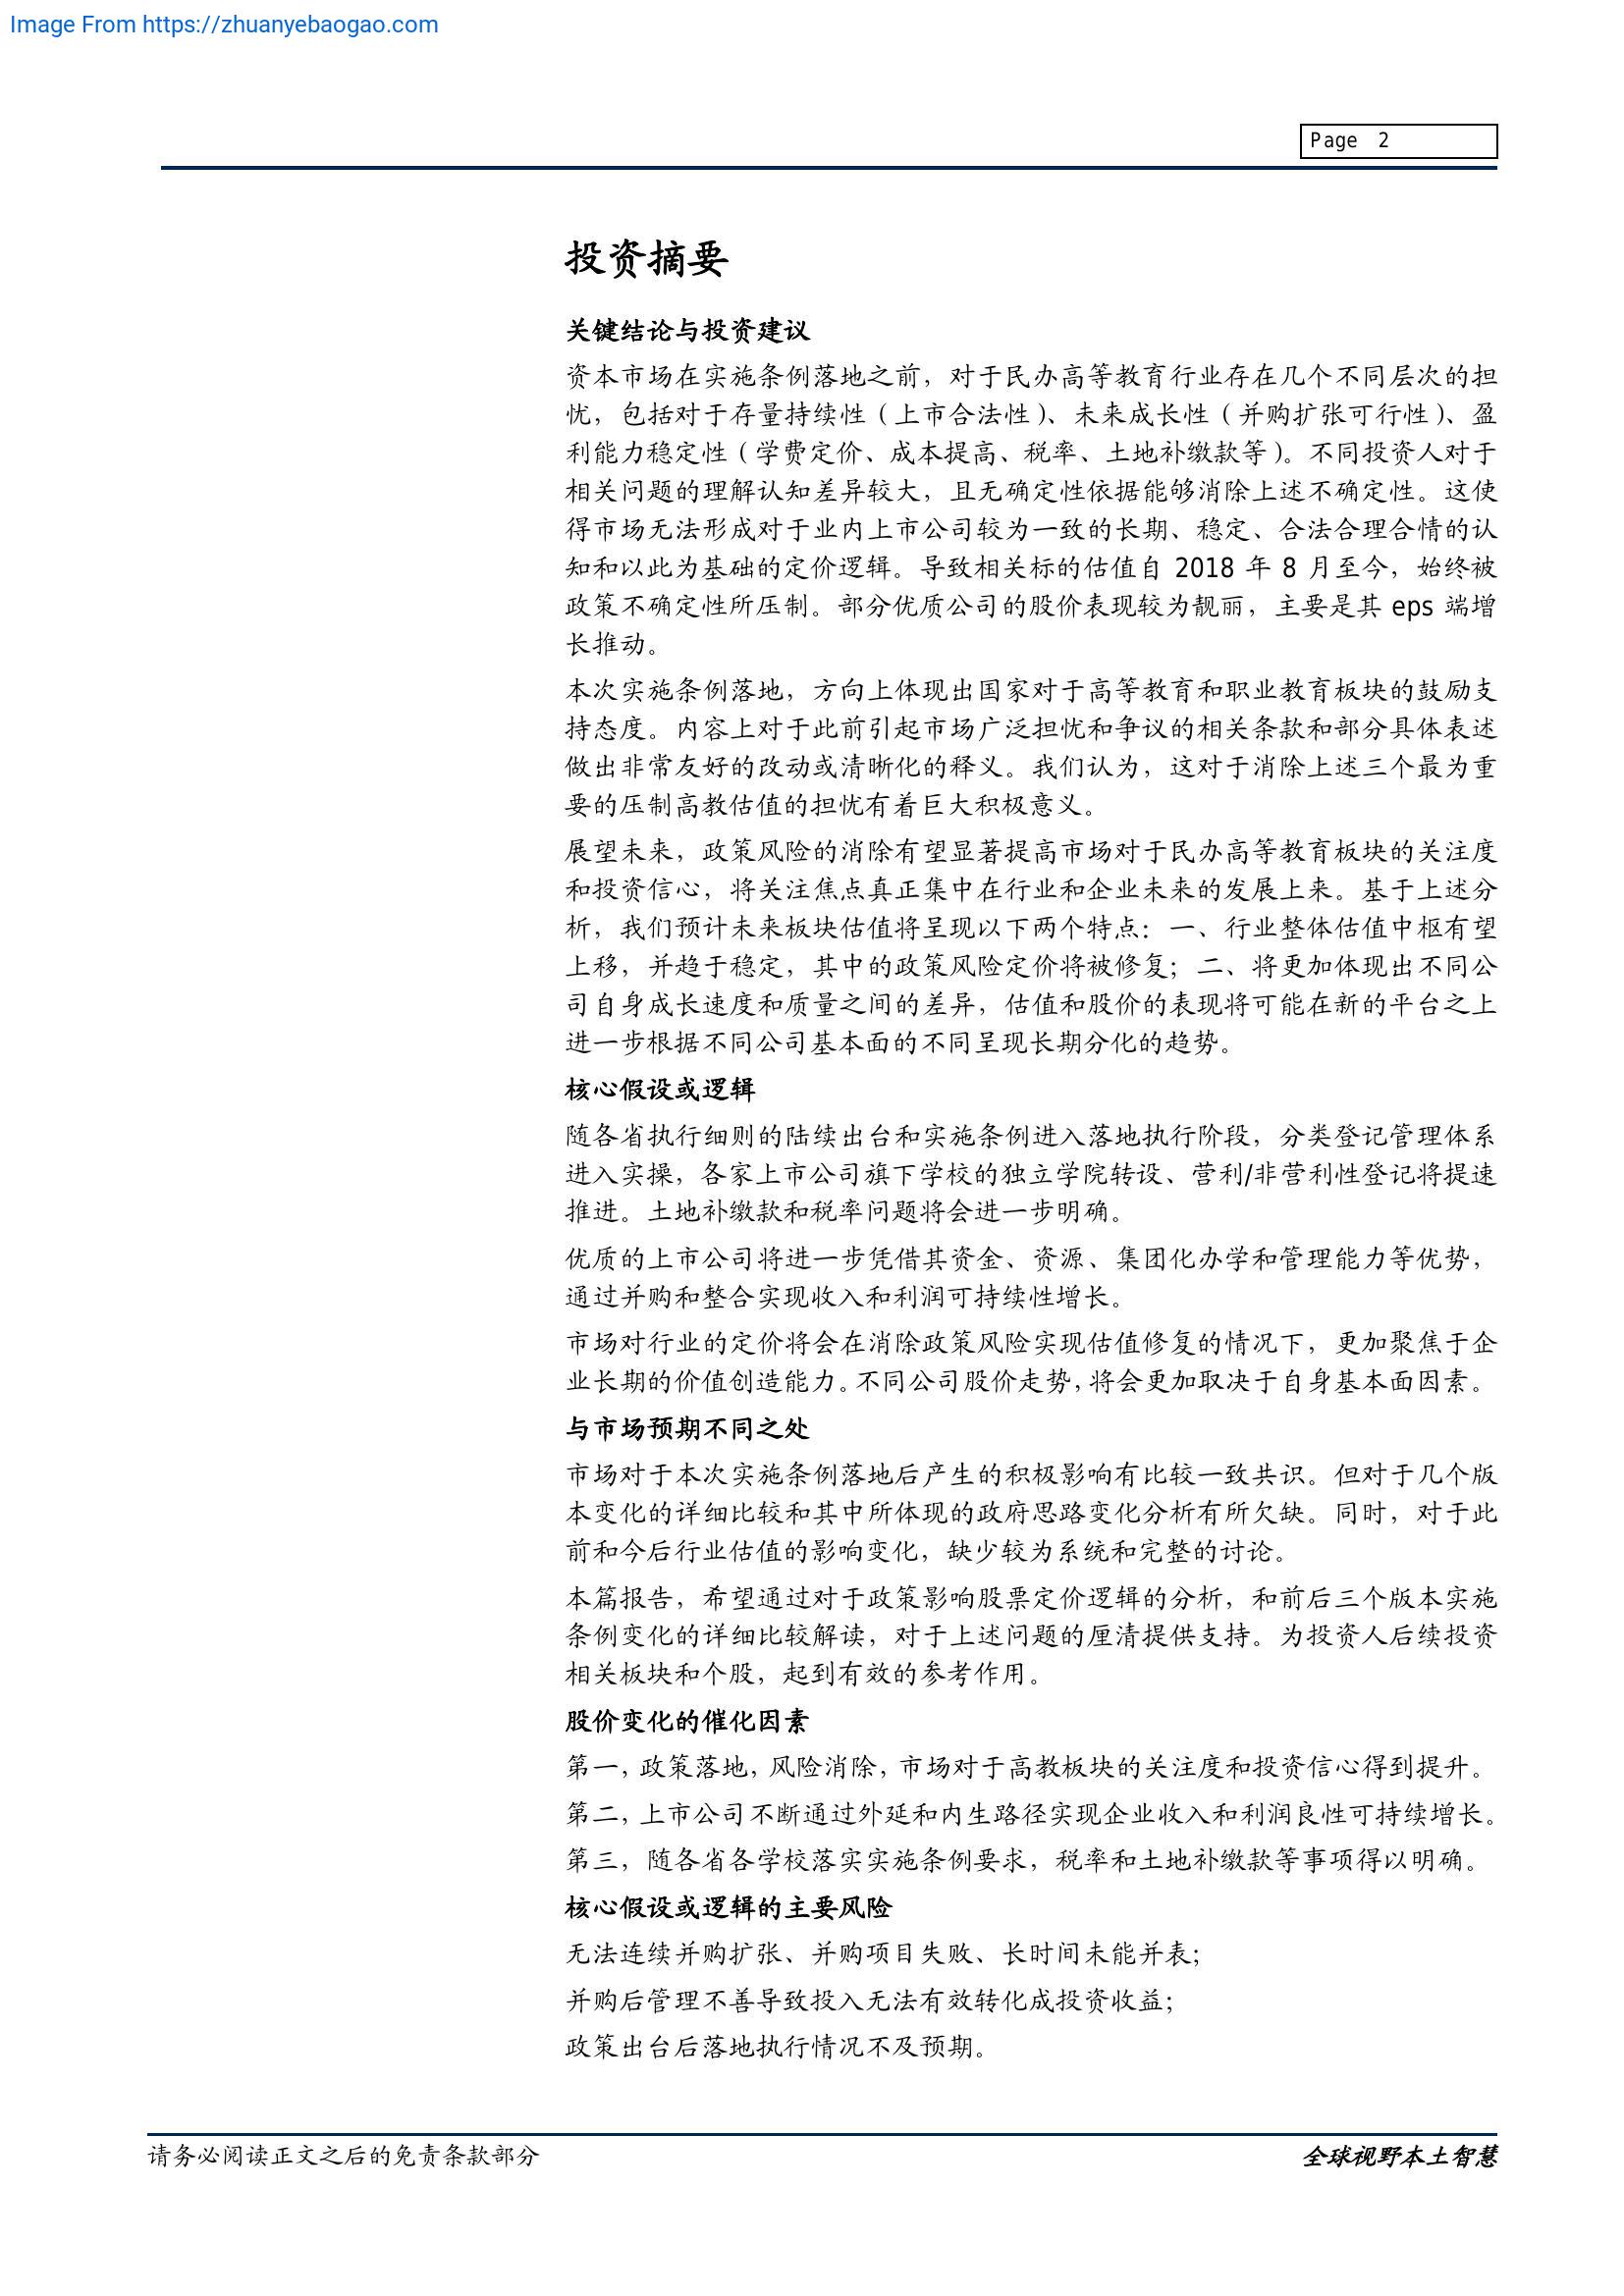 Image From https://zhuanyebaogao.com
Page 2
投资摘要
关键结论与投资建议
资本市场在实施条例落地之前，对于民办高等教育行业存在几个不同层次的担
忧，包括对于存量持续性（上市合法性）、未来成长性（并购扩张可行性）、盈
利能力稳定性（学费定价、成本提高、税率、土地补缴款等）。不同投资人对于
相关问题的理解认知差异较大，且无确定性依据能够消除上述不确定性。这使
得市场无法形成对于业内上市公司较为一致的长期、稳定、合法合理合情的认
知和以此为基础的定价逻辑。导致相关标的估值自 2018 年 8 月至今，始终被
政策不确定性所压制。部分优质公司的股价表现较为靓丽，主要是其 eps 端增
长推动。
本次实施条例落地，方向上体现出国家对于高等教育和职业教育板块的鼓励支
持态度。内容上对于此前引起市场广泛担忧和争议的相关条款和部分具体表述
做出非常友好的改动或清晰化的释义。我们认为，这对于消除上述三个最为重
要的压制高教估值的担忧有着巨大积极意义。
展望未来，政策风险的消除有望显著提高市场对于民办高等教育板块的关注度
和投资信心，将关注焦点真正集中在行业和企业未来的发展上来。基于上述分
析，我们预计未来板块估值将呈现以下两个特点：一、行业整体估值中枢有望
上移，并趋于稳定，其中的政策风险定价将被修复；二、将更加体现出不同公
司自身成长速度和质量之间的差异，估值和股价的表现将可能在新的平台之上
进一步根据不同公司基本面的不同呈现长期分化的趋势。
核心假设或逻辑
随各省执行细则的陆续出台和实施条例进入落地执行阶段，分类登记管理体系
进入实操，各家上市公司旗下学校的独立学院转设、营利/非营利性登记将提速
推进。土地补缴款和税率问题将会进一步明确。
优质的上市公司将进一步凭借其资金、资源、集团化办学和管理能力等优势，
通过并购和整合实现收入和利润可持续性增长。
市场对行业的定价将会在消除政策风险实现估值修复的情况下，更加聚焦于企
业长期的价值创造能力。不同公司股价走势，将会更加取决于自身基本面因素。
与市场预期不同之处
市场对于本次实施条例落地后产生的积极影响有比较一致共识。但对于几个版
本变化的详细比较和其中所体现的政府思路变化分析有所欠缺。同时，对于此
前和今后行业估值的影响变化，缺少较为系统和完整的讨论。
本篇报告，希望通过对于政策影响股票定价逻辑的分析，和前后三个版本实施
条例变化的详细比较解读，对于上述问题的厘清提供支持。为投资人后续投资
相关板块和个股，起到有效的参考作用。
股价变化的催化因素
第一，政策落地，风险消除，市场对于高教板块的关注度和投资信心得到提升。
第二，上市公司不断通过外延和内生路径实现企业收入和利润良性可持续增长。
第三，随各省各学校落实实施条例要求，税率和土地补缴款等事项得以明确。
核心假设或逻辑的主要风险
无法连续并购扩张、并购项目失败、长时间未能并表；
并购后管理不善导致投入无法有效转化成投资收益；
政策出台后落地执行情况不及预期。
请务必阅读正文之后的免责条款部分
全球视野本土智慧